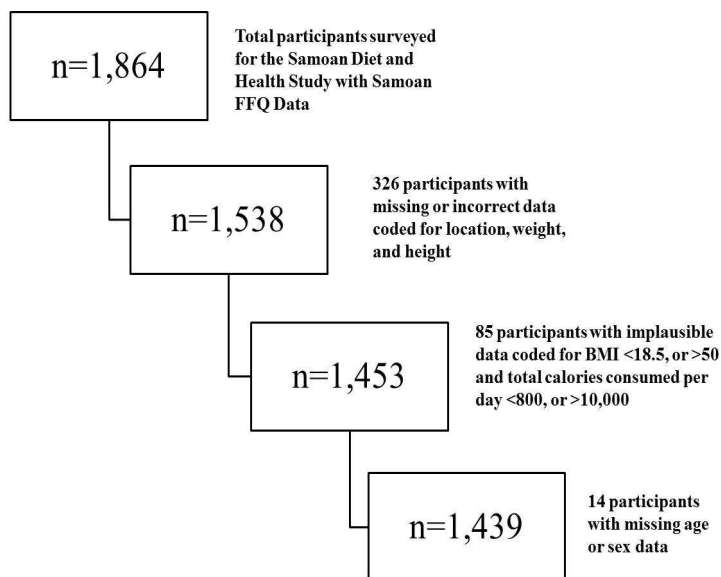 n=1,864
Total participants surveyed
for the Samoan Diet and
Health Study with Samoan
FFQ Data
n=1,538
326 participants with
missing or incorrect data
coded for location, weight,
and height
n=1,453
85 participants with implausible
data coded for BMI <18.5, or >50
and total calories consumed per
day <800, or >10,000
n=1,439
14 participants
with missing age
or sex data